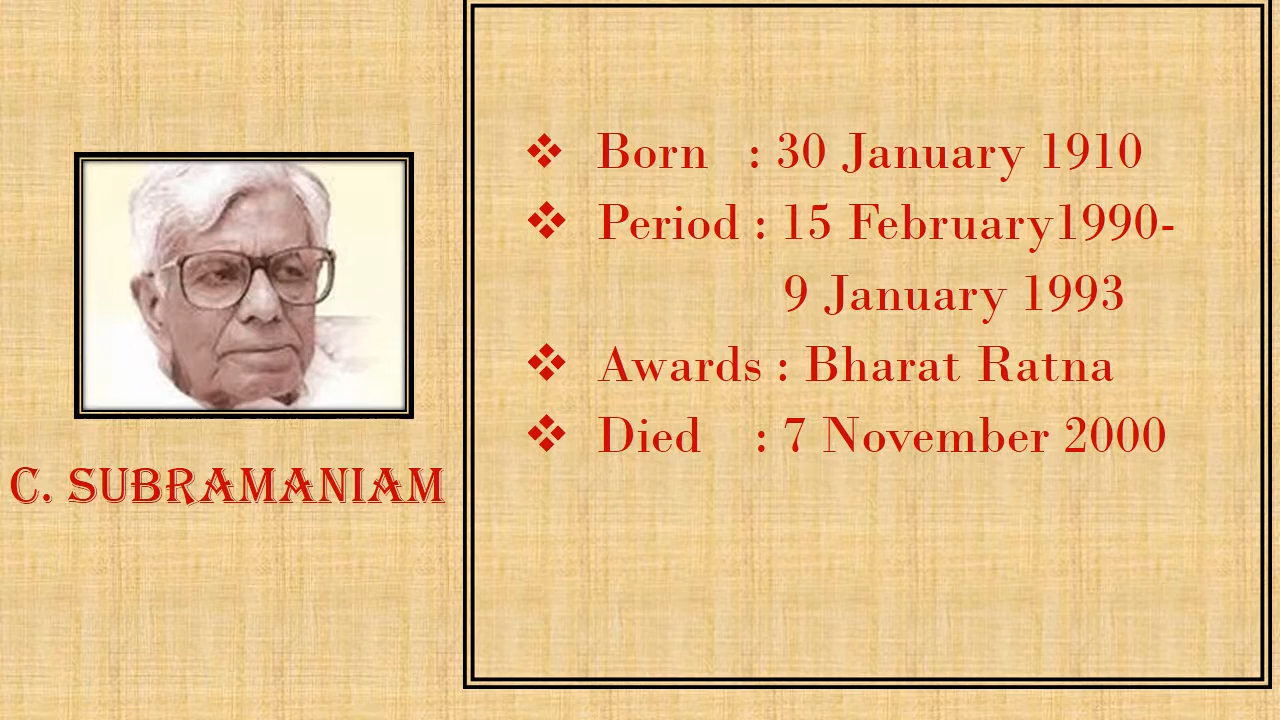 C. SUBRAMANIAM
❖ Born : 30 January 1910
❖ Period : 15 February1990-
9 January 1993
❖ Awards : Bharat Ratna
❖ Died : 7 November 2000